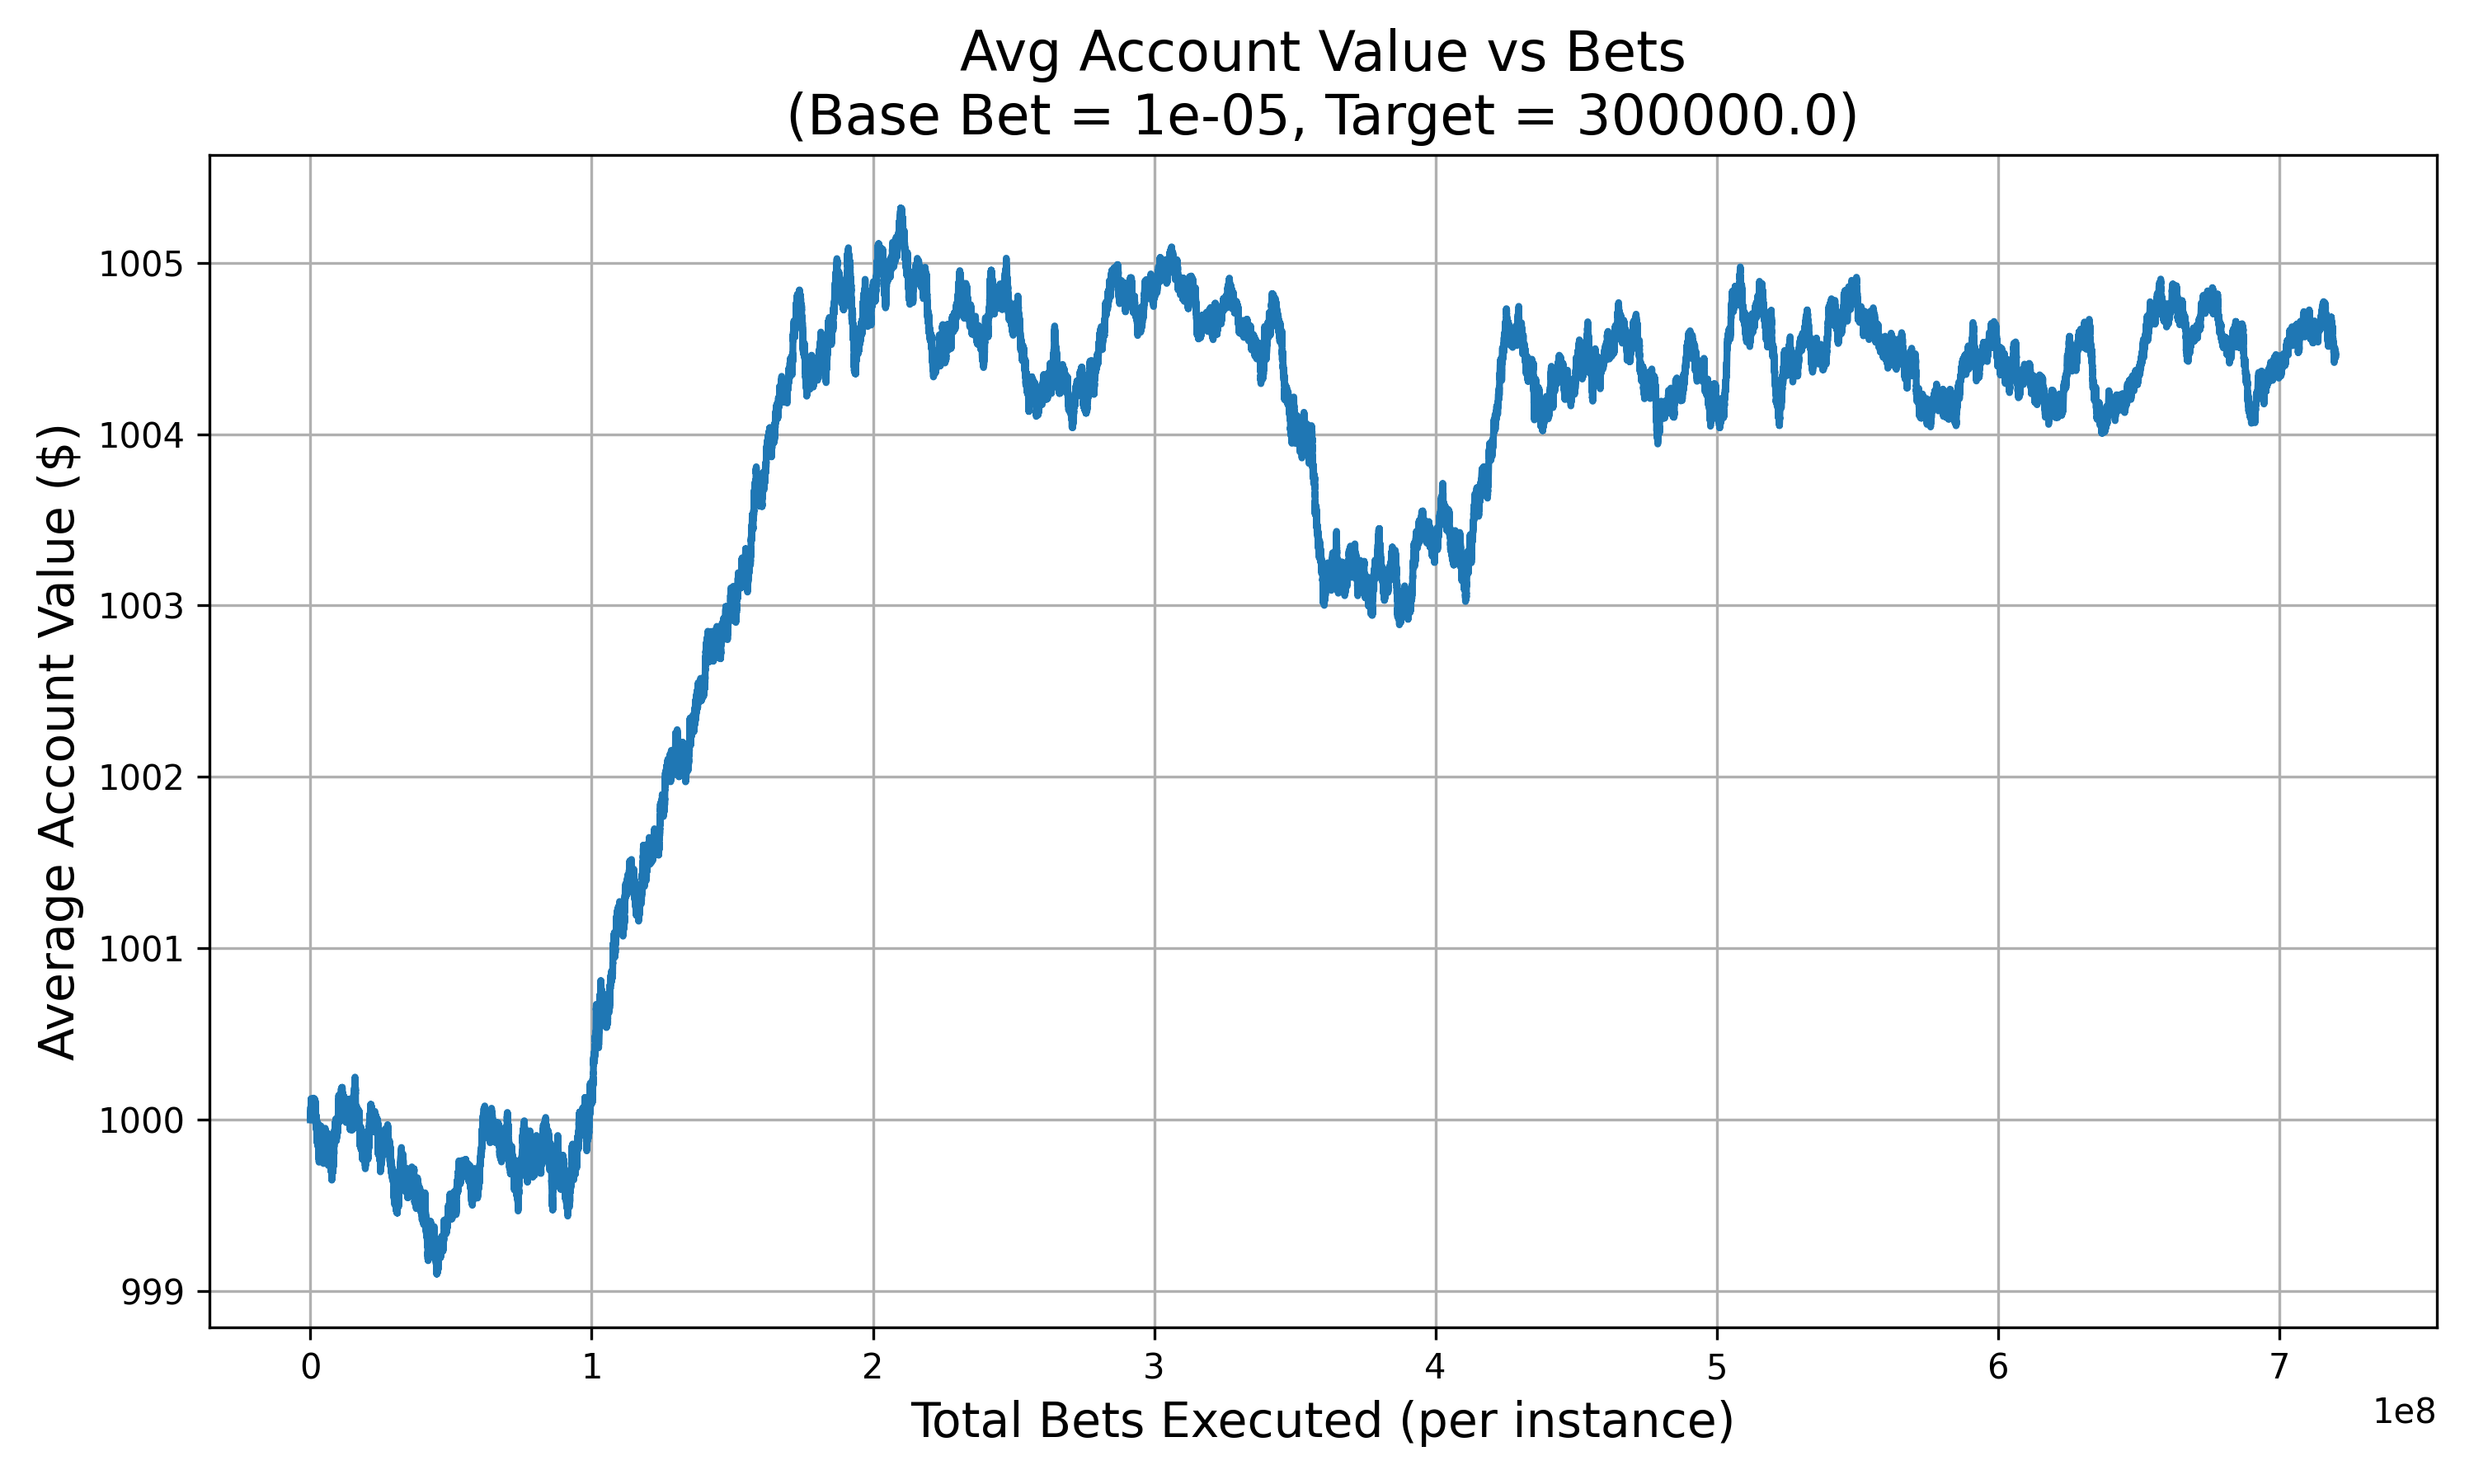 Avg Account Value vs Bets
(Base Bet = 1e-05, Target = 300000.0)
Average Account Value ($)
1005
1004
1003
1002
1001
1000
999
0 1 2 3 4 5 6 7
1e8
Total Bets Executed (per instance)